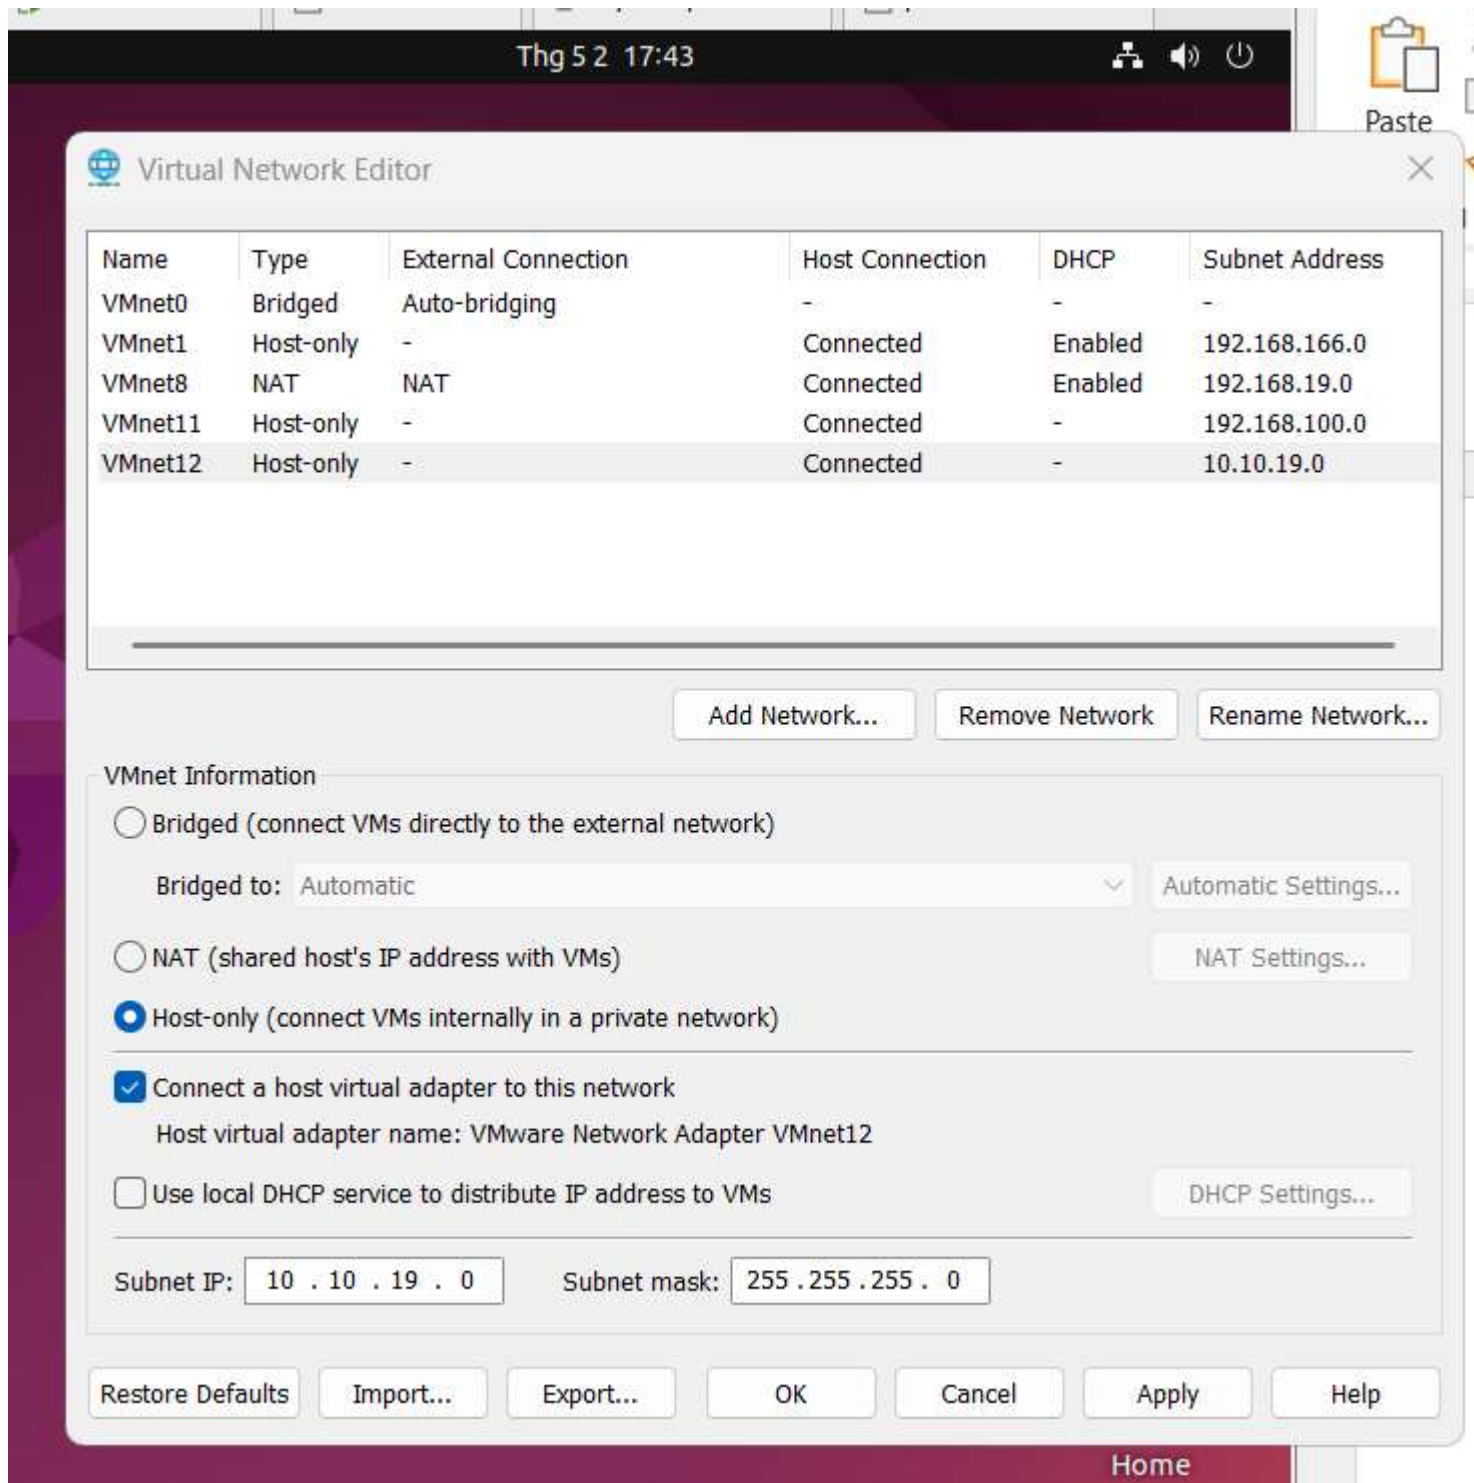 Thg 5 2 17:43
Paste
Virtual Network Editor
Name Type External Connection Host Connection DHCP Subnet Address
VMnet0 Bridged Auto-bridging - - -
VMnet1 Host-only - Connected Enabled 192.168.166.0
VMnet8 NAT NAT Connected Enabled 192.168.19.0
VMnet11 Host-only - Connected - 192.168.100.0
VMnet12 Host-only - Connected - 10.10.19.0
Add Network... Remove Network Rename Network...
VMnet Information
Bridged (connect VMs directly to the external network)
Bridged to: Automatic Automatic Settings...
NAT (shared host's IP address with VMs) NAT Settings...
Host-only (connect VMs internally in a private network)
Connect a host virtual adapter to this network
Host virtual adapter name: VMware Network Adapter VMnet12
Use local DHCP service to distribute IP address to VMs DHCP Settings...
Subnet IP: 10 . 10 . 19 . 0 Subnet mask: 255 . 255 . 255 . 0
Restore Defaults Import... Export... OK Cancel Apply Help
Home